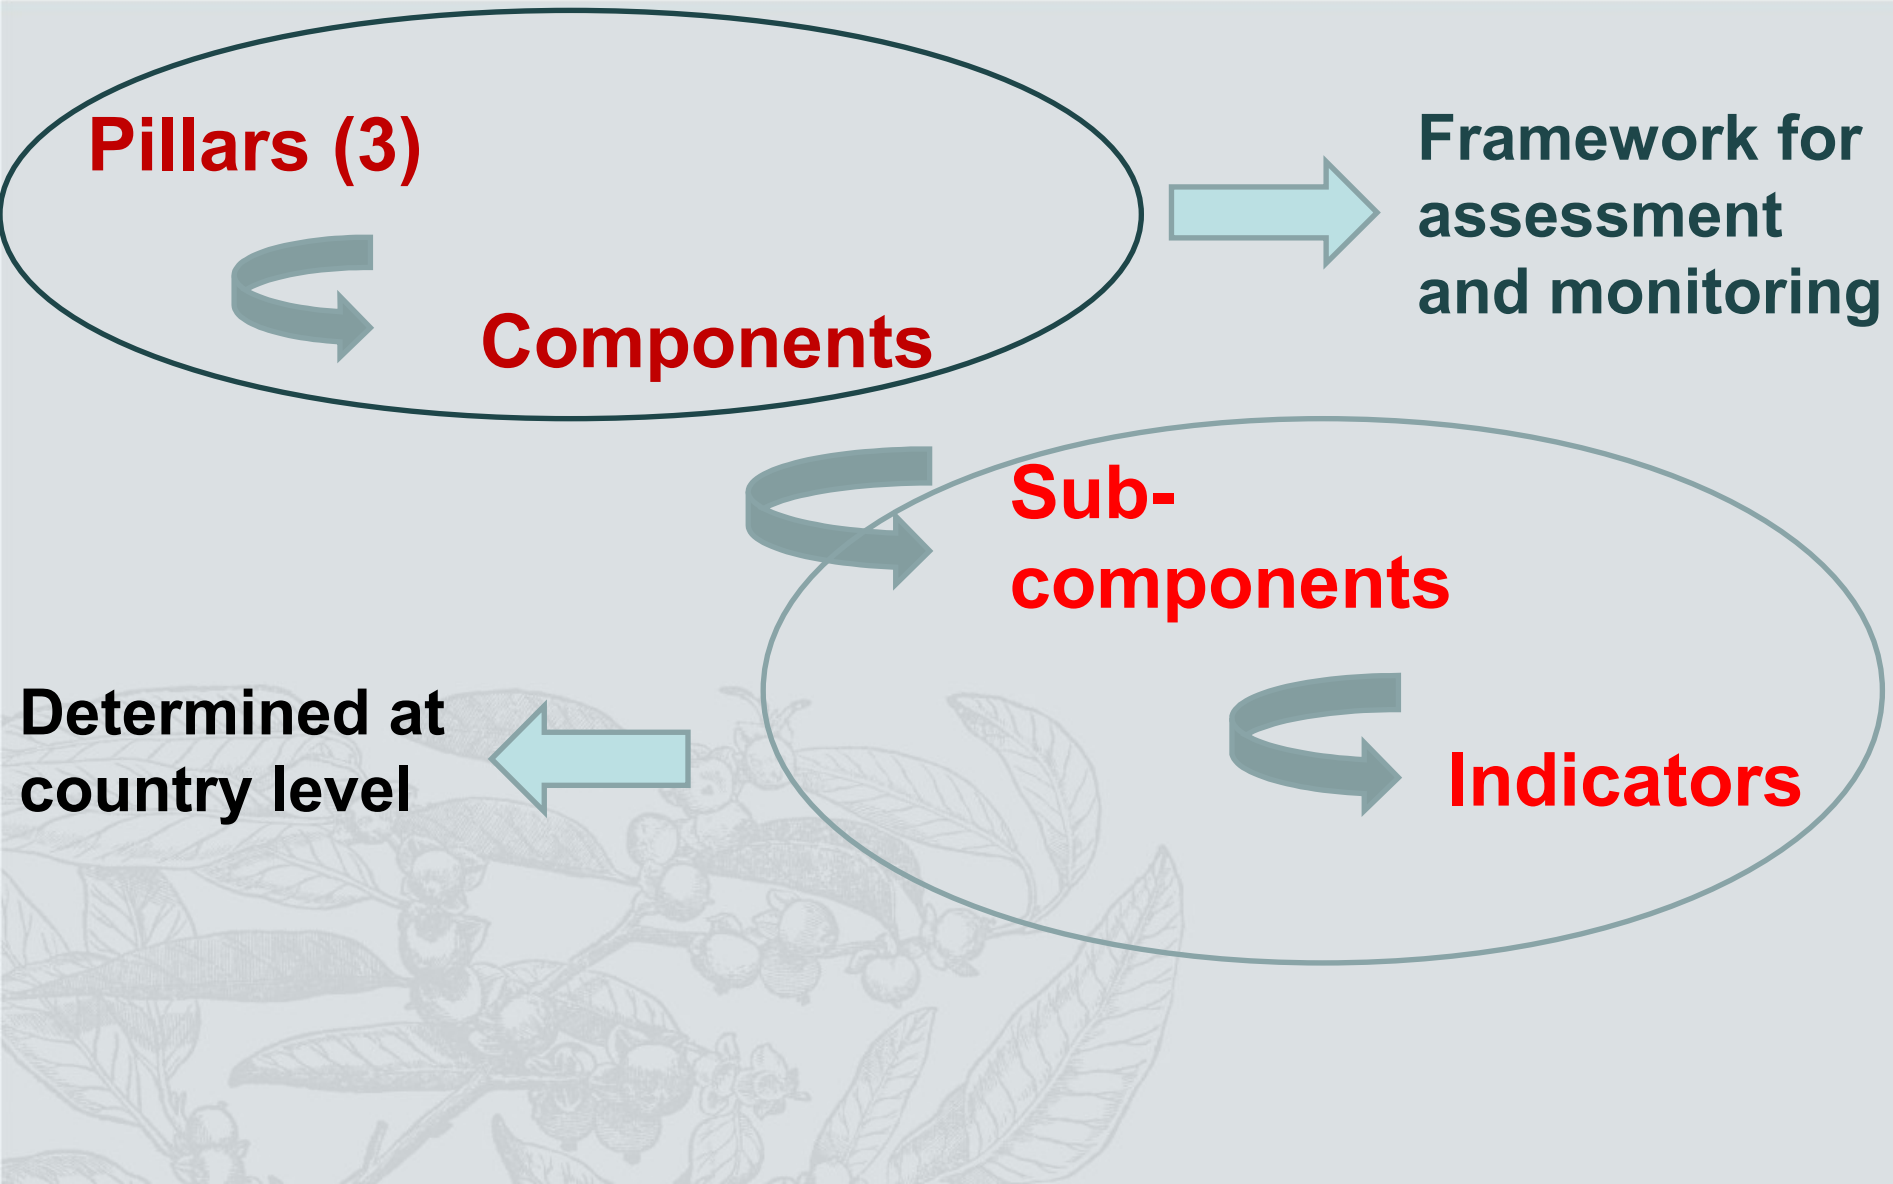 Pillars (3)
Components
Framework for
assessment
and monitoring
Sub-
components
Indicators
Determined at
country level